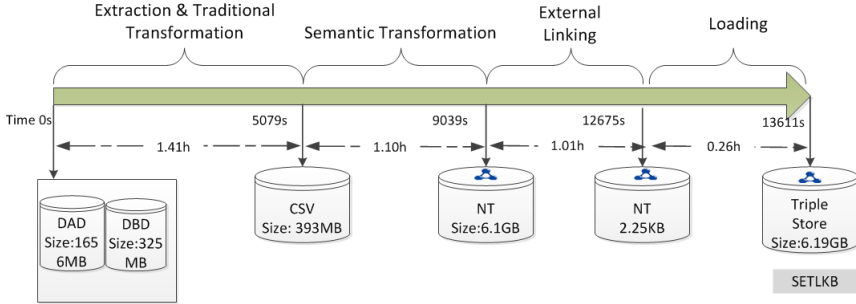 Extraction & Traditional
Transformation
Semantic Transformation
External
Linking
Loading
Time 0s
5079s
9039s
12675s
13611s
1.41h
1.10h
1.01h
0.26h
DAD
Size:165
6MB
DBD
Size:325
MB
CSV
Size: 393MB
NT
Size:6.1GB
NT
2.25KB
Triple
Store
Size:6.19GB
SETLKB